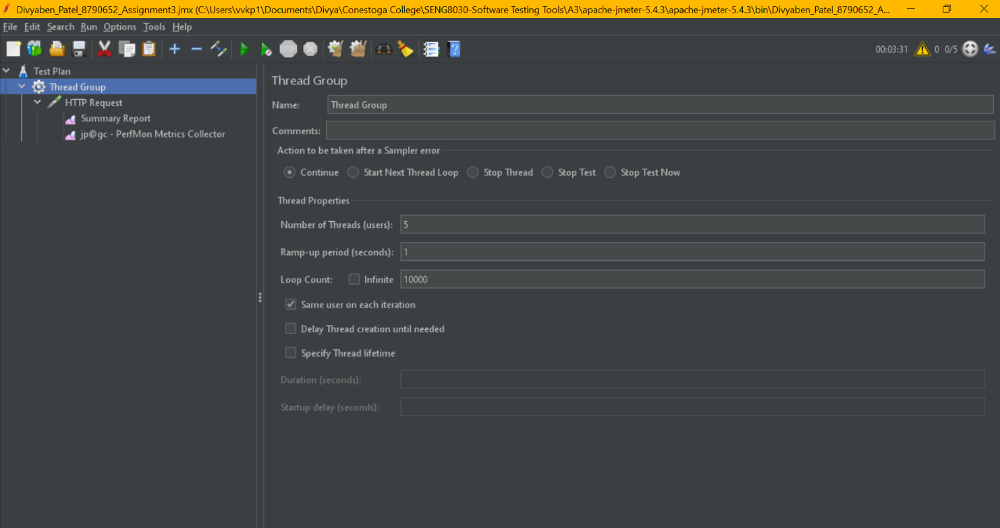 Divyaben_Patel_8790652_Assignment3.jmx (C:\Users\vvkp1\Documents\Divya\Conestoga College\SENG8030-Software Testing Tools\A3\apache-jmeter-5.4.3\apache-jmeter-5.4.3\bin\Divyaben_Patel_8790652_A...
File Edit Search Run Options Tools Help
STOP 00:03:31 0 0/5
Test Plan
Thread Group
HTTP Request
Summary Report
jp@gc - PerfMon Metrics Collector
Thread Group
Name: Thread Group
Comments:
Action to be taken after a Sampler error
Continue Start Next Thread Loop Stop Thread Stop Test Stop Test Now
Thread Properties
Number of Threads (users): 5
Ramp-up period (seconds): 1
Loop Count: Infinite 10000
Same user on each iteration
Delay Thread creation until needed
Specify Thread lifetime
Duration (seconds):
Startup delay (seconds):